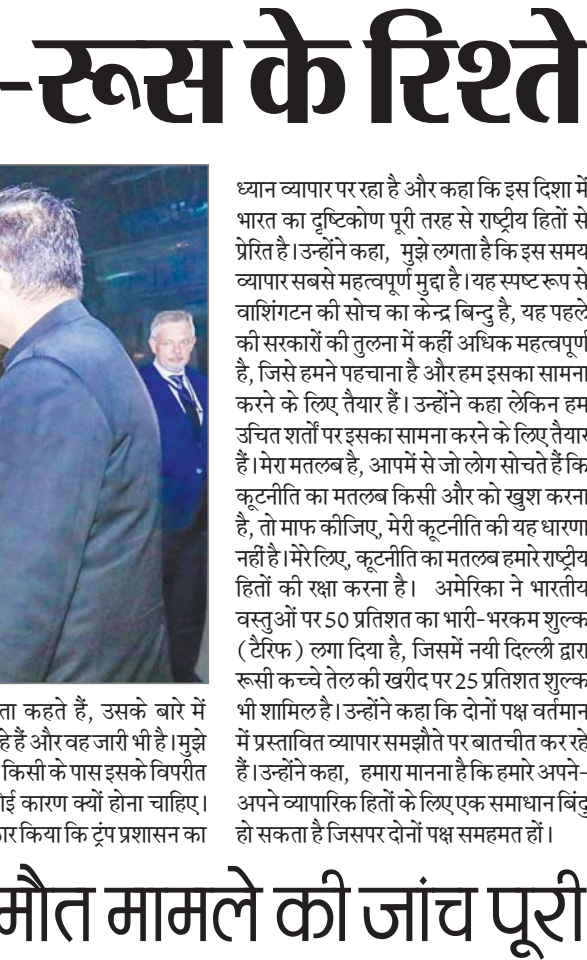 -रूस के रिश्ते
ता कहते हैं, उसके बारे में
हे हैं और वह जारी भी है। मुझे
किसी के पास इसके विपरीत
ोई कारण क्यों होना चाहिए।
किया कि ट्रंप प्रशासन का
ध्यान व्यापार पर रहा है और कहा कि इस दिशा में
भारत का दृष्टिकोण पूरी तरह से राष्ट्रीय हितों से
प्रेरित है। उन्होंने कहा, मुझे लगता है कि इस समय
व्यापार सबसे महत्वपूर्ण मुद्दा है। यह स्पष्ट रूप से
वाशिंगटन की सोच का केन्द्र बिन्दु है, यह पहले
की सरकारों की तुलना में कहीं अधिक महत्वपूर्ण
है, जिसे हमने पहचाना है और हम इसका सामना
करने के लिए तैयार हैं। उन्होंने कहा लेकिन हम
उचित शर्तों पर इसका सामना करने के लिए तैयार
हैं। मेरा मतलब है, आपमें से जो लोग सोचते हैं कि
कूटनीति का मतलब किसी और को खुश करना
है, तो माफ कीजिए, मेरी कूटनीति की यह धारणा
नहीं है। मेरे लिए, कूटनीति का मतलब हमारे राष्ट्रीय
हितों की रक्षा करना है। अमेरिका ने भारतीय
वस्तुओं पर 50 प्रतिशत का भारी-भरकम शुल्क
(टैरिफ) लगा दिया है, जिसमें नयी दिल्ली द्वारा
रूसी कच्चे तेल की खरीद पर 25 प्रतिशत शुल्क
भी शामिल है। उन्होंने कहा कि दोनों पक्ष वर्तमान
में प्रस्तावित व्यापार समझौते पर बातचीत कर रहे
हैं। उन्होंने कहा, हमारा मानना है कि हमारे अपने-
अपने व्यापारिक हितों के लिए एक समाधान बिंदु
हो सकता है जिसपर दोनों पक्ष समहमत हों।
मौत मामले की जांच पूरी